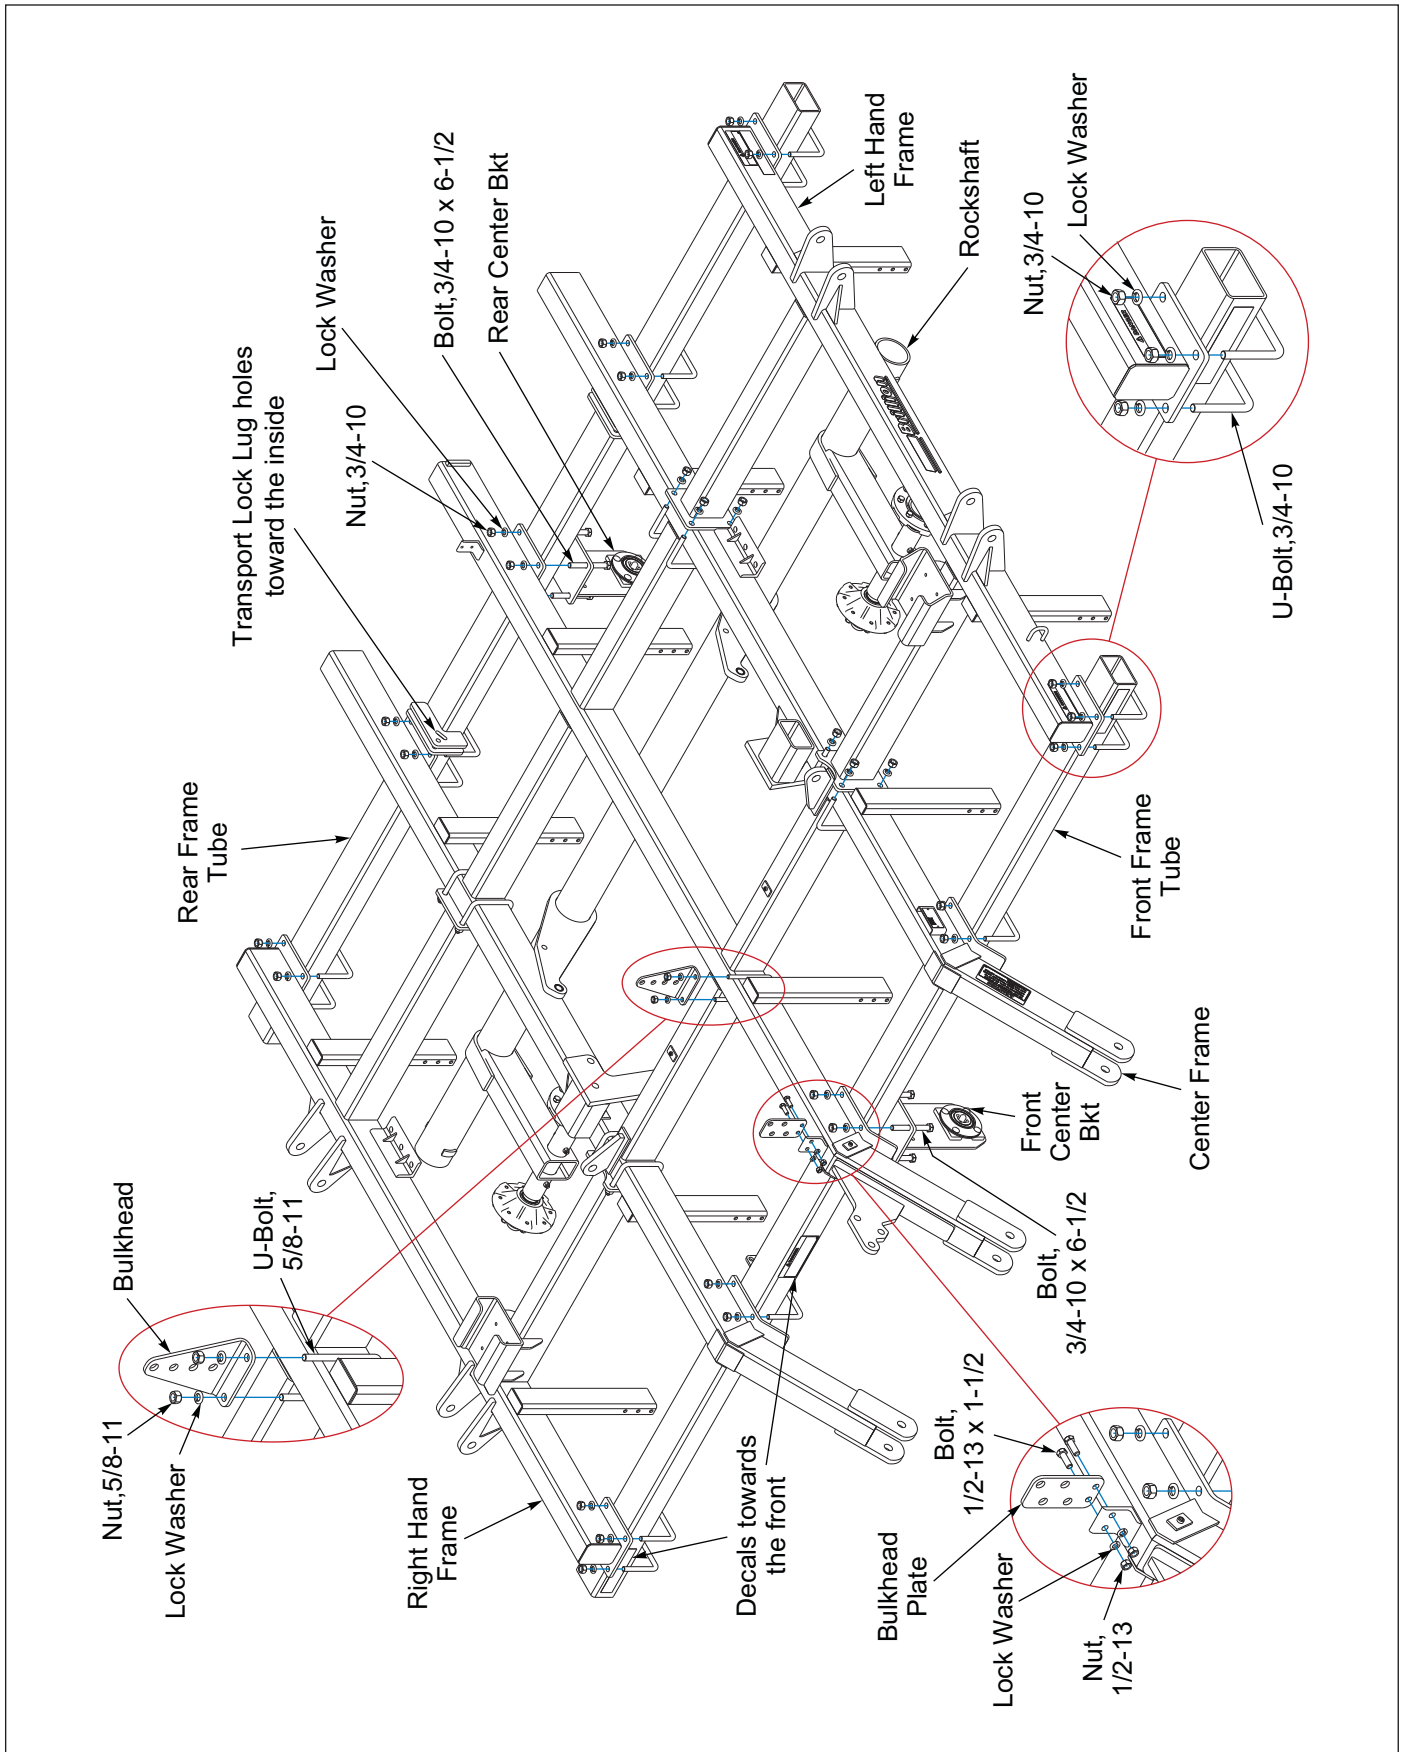 Nut,5/8-11
Lock Washer
Bulkhead
U-Bolt,
5/8-11
Rear Frame
Tube
Transport Lock Lug holes
toward the inside
Nut,3/4-10
Lock Washer
Bolt,3/4-10 x 6-1/2
Rear Center Bkt
Left Hand
Frame
Rockshaft
Brillion
Right Hand
Frame
Decals towards
the front
Bulkhead
Plate
Bolt,
1/2-13 x 1-1/2
Lock Washer
Nut,
1/2-13
Bolt,
3/4-10 x 6-1/2
Front
Center
Bkt
Center Frame
Front Frame
Tube
Nut,3/4-10
Lock Washer
U-Bolt,3/4-10